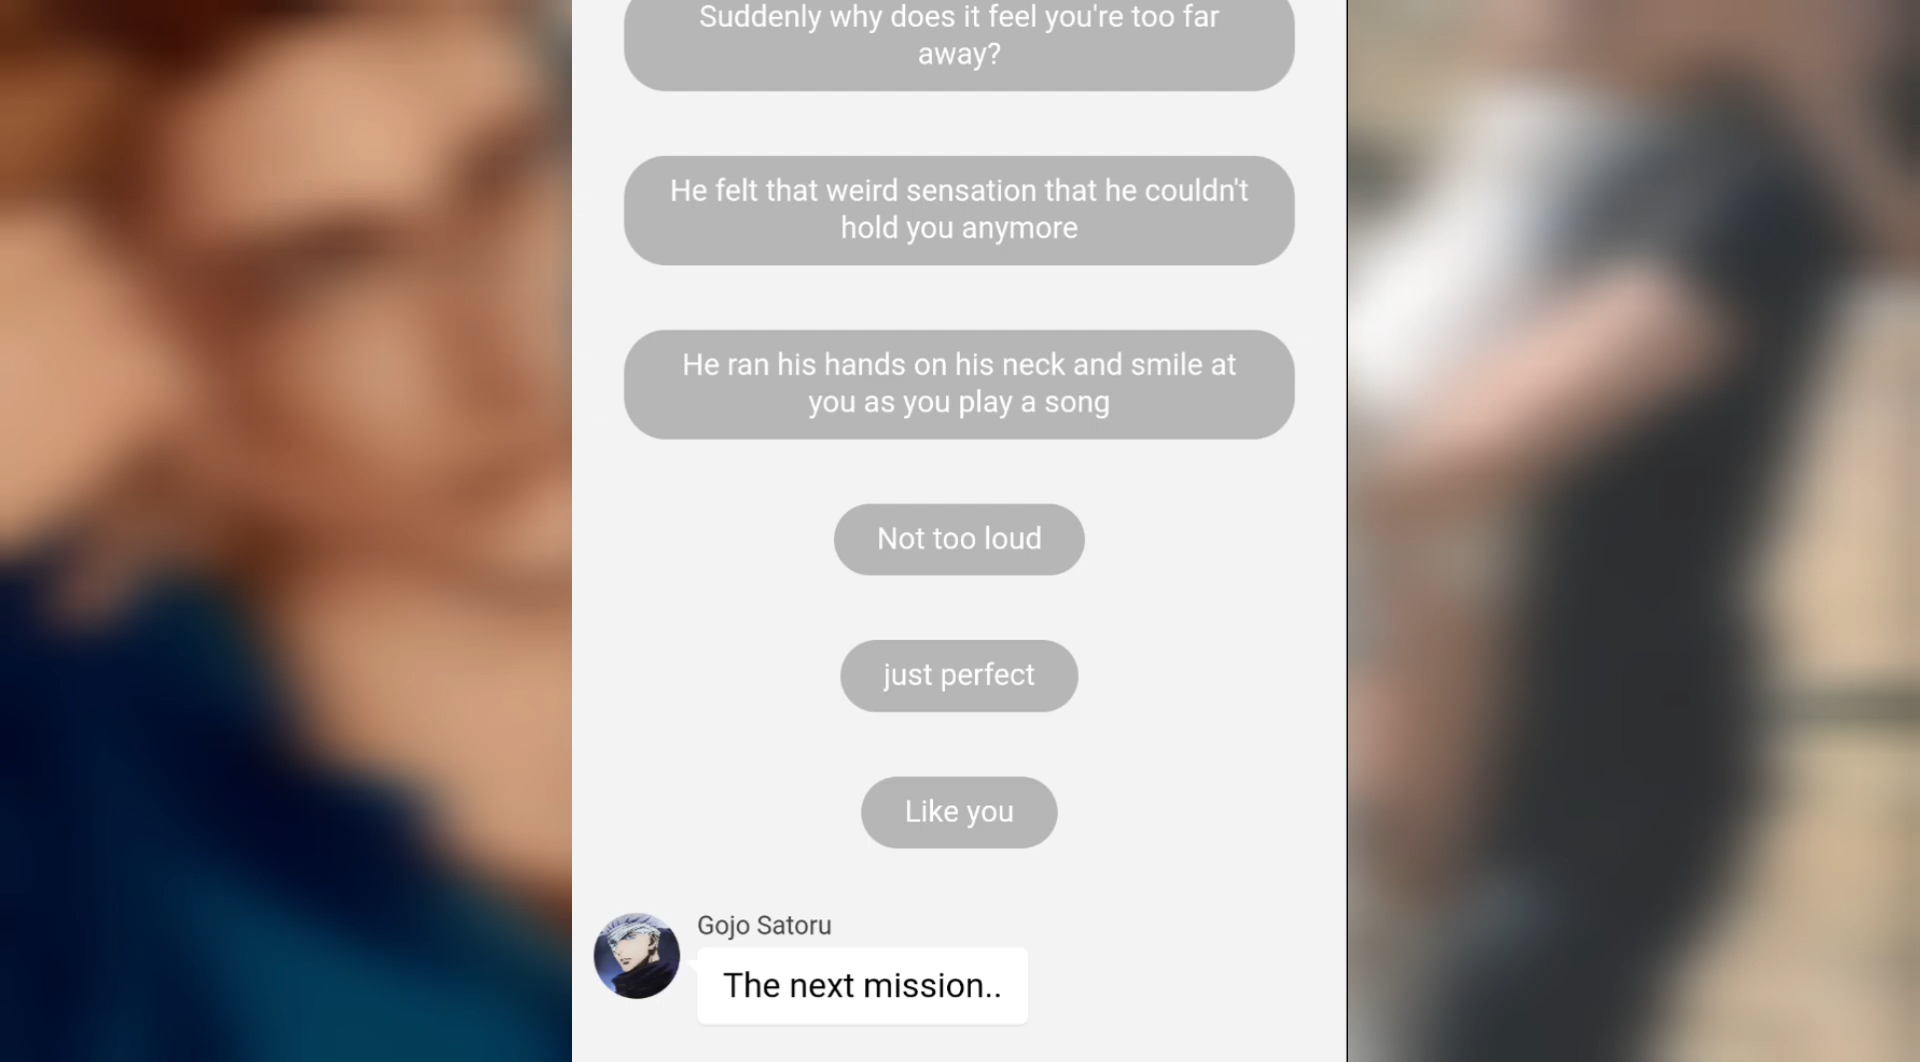 Suddenly why does it feel you're too far
away?
He felt that weird sensation that he couldn't
hold you anymore
He ran his hands on his neck and smile at
you as you play a song
Not too loud
just perfect
Like you
Gojo Satoru
The next mission..